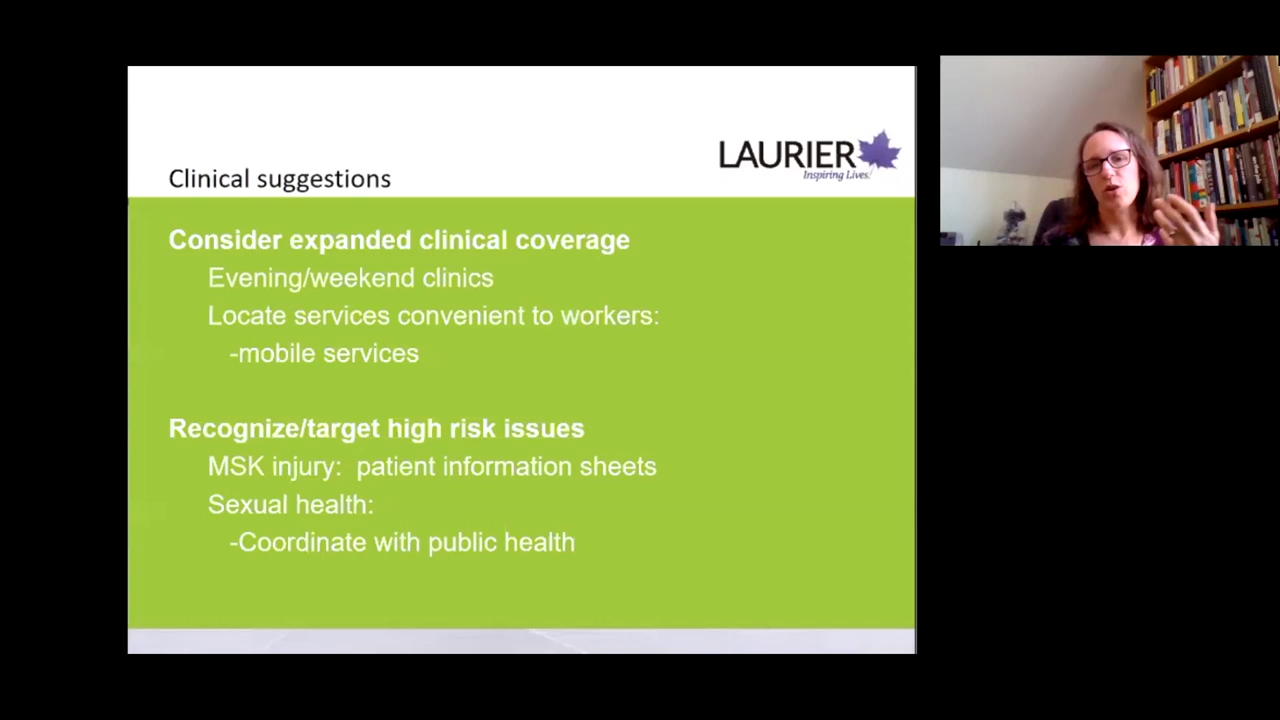 LAURIER
Inspiring Lives!
Clinical suggestions
Consider expanded clinical coverage
Evening/weekend clinics
Locate services convenient to workers:
-mobile services
Recognize/target high risk issues
MSK injury:  patient information sheets
Sexual health:
-Coordinate with public health